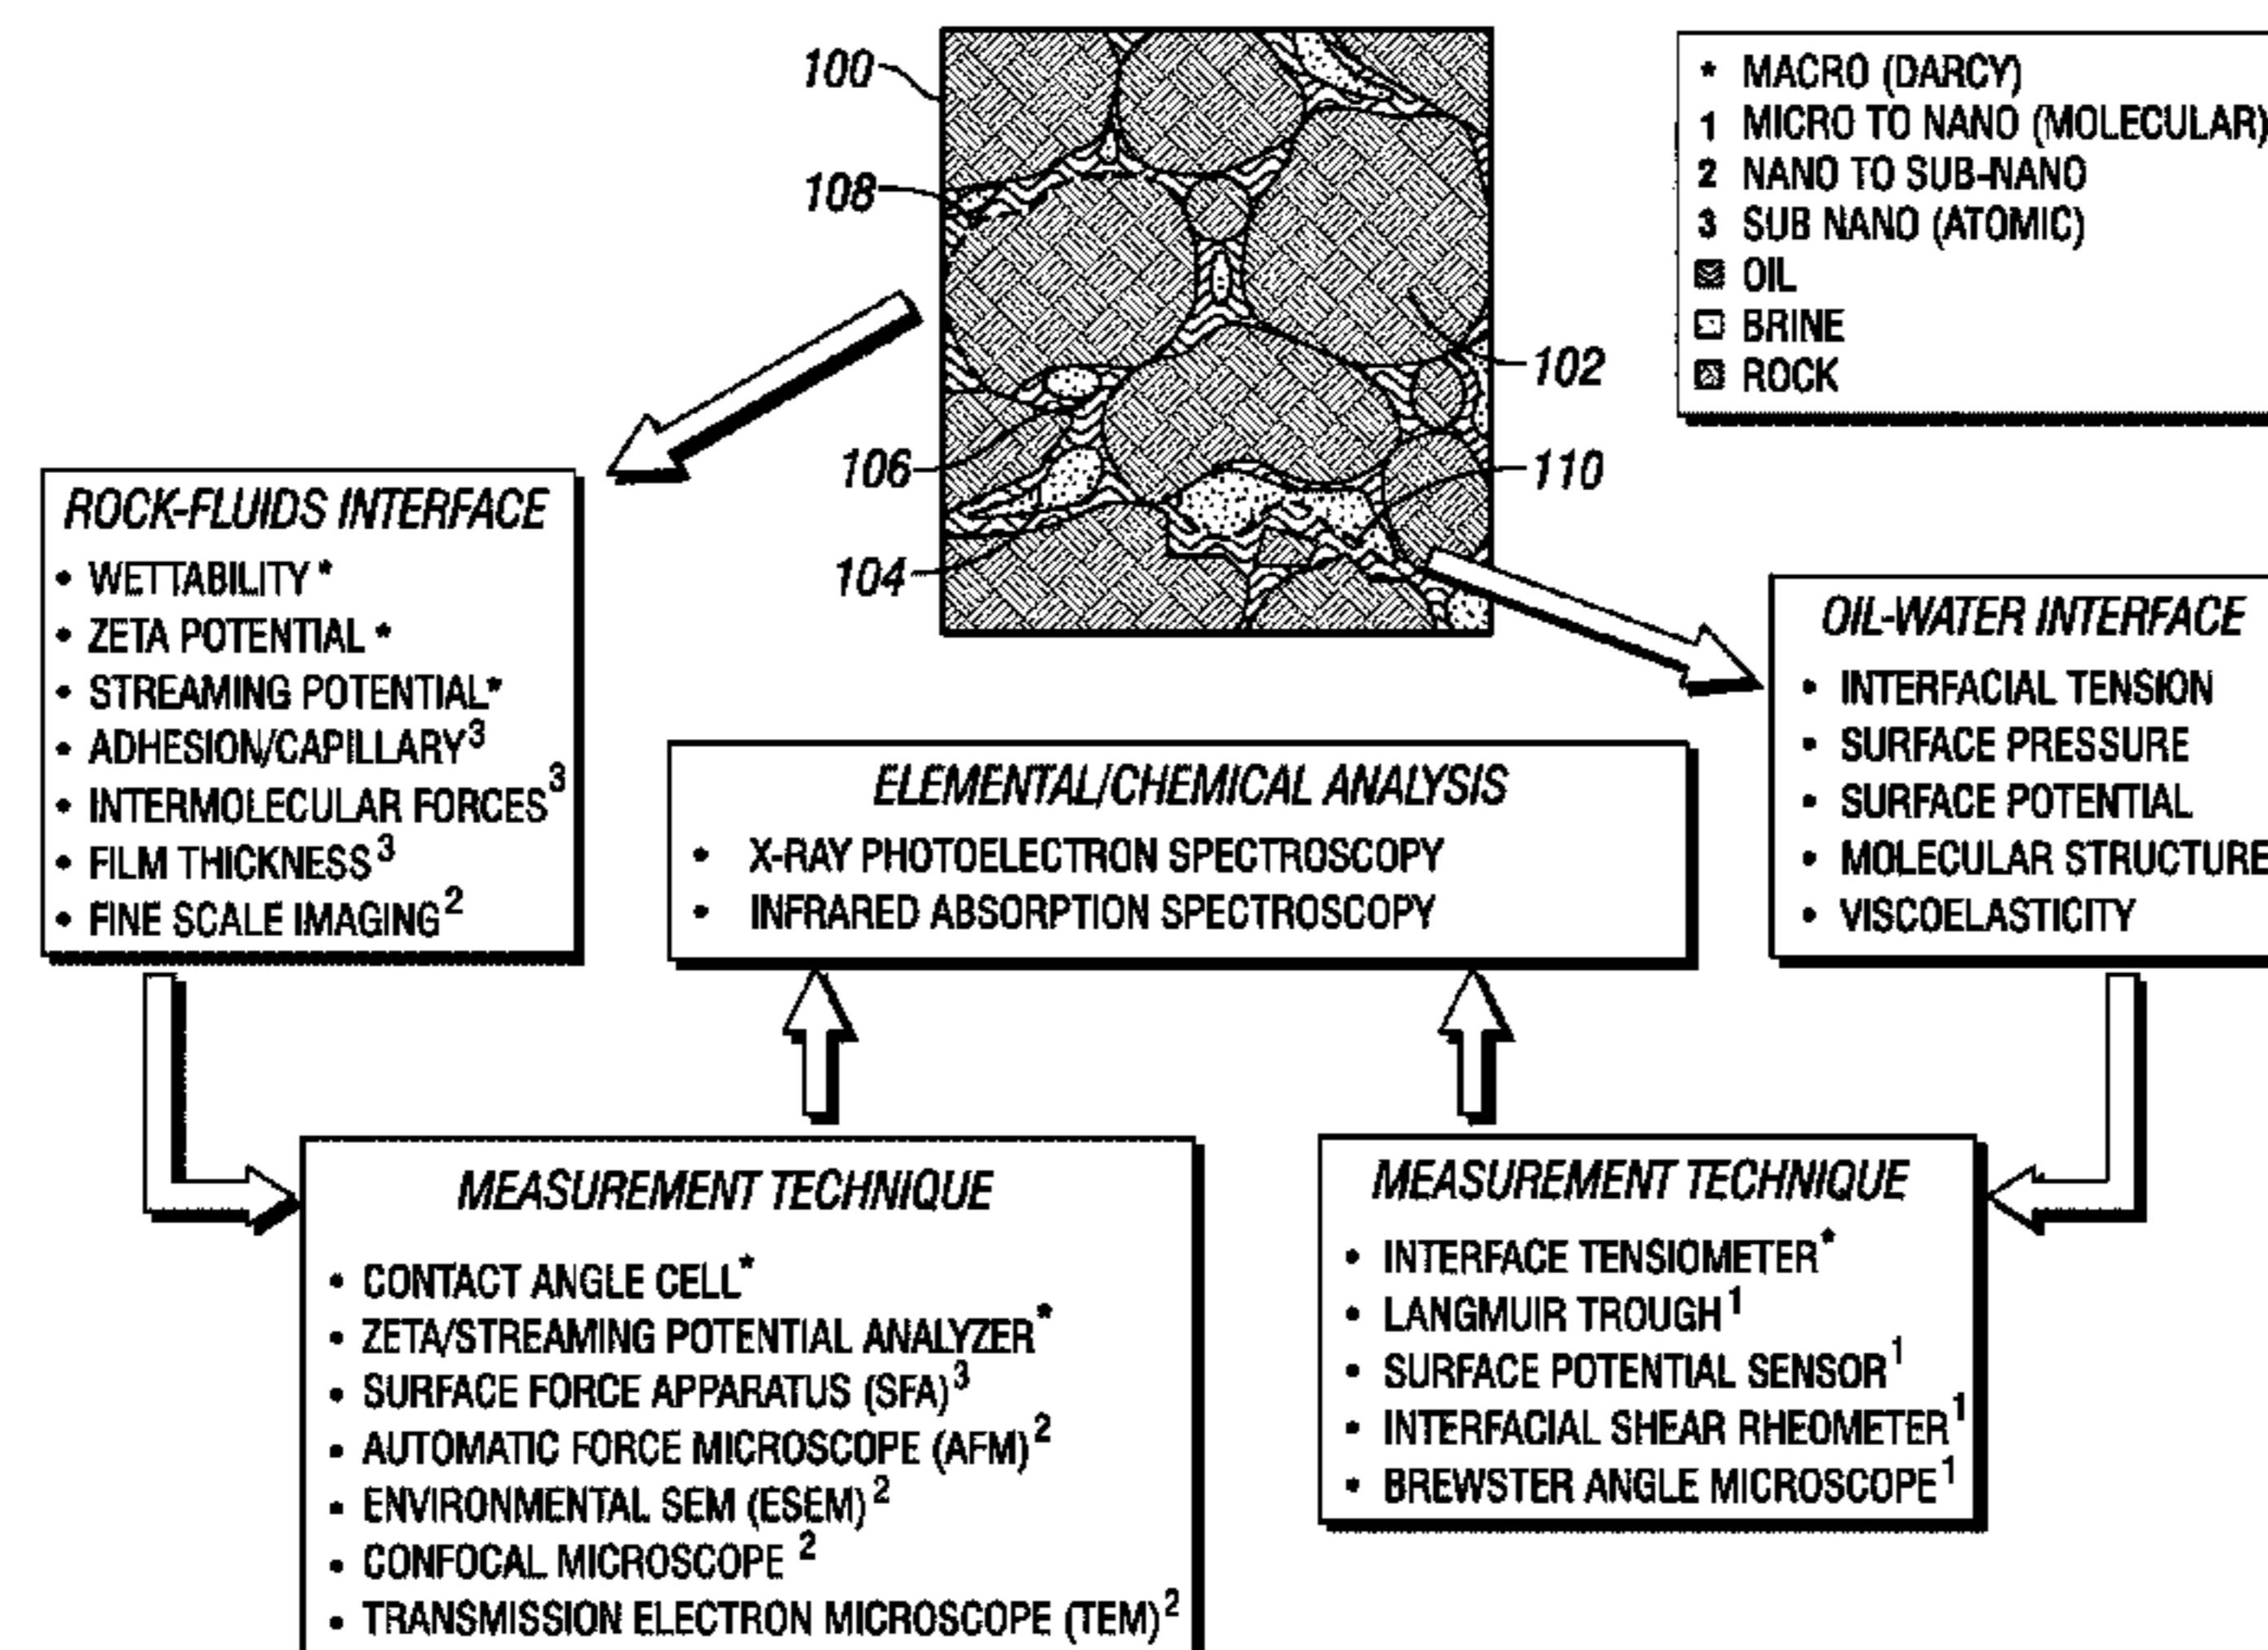 100
108
106
104
102
110
* MACRO (DARCY)
1 MICRO TO NANO (MOLECULAR)
2 NANO TO SUB-NANO
3 SUB NANO (ATOMIC)
OIL
BRINE
ROCK
ROCK-FLUIDS INTERFACE
• WETTABILITY*
• ZETA POTENTIAL*
• STREAMING POTENTIAL*
• ADHESION/CAPILLARY3
• INTERMOLECULAR FORCES3
• FILM THICKNESS3
• FINE SCALE IMAGING2
ELEMENTAL/CHEMICAL ANALYSIS
• X-RAY PHOTOELECTRON SPECTROSCOPY
• INFRARED ABSORPTION SPECTROSCOPY
OIL-WATER INTERFACE
• INTERFACIAL TENSION
• SURFACE PRESSURE
• SURFACE POTENTIAL
• MOLECULAR STRUCTURE
• VISCOELASTICITY
MEASUREMENT TECHNIQUE
• CONTACT ANGLE CELL*
• ZETA/STREAMING POTENTIAL ANALYZER*
• SURFACE FORCE APPARATUS (SFA)3
• AUTOMATIC FORCE MICROSCOPE (AFM)2
• ENVIRONMENTAL SEM (ESEM)2
• CONFOCAL MICROSCOPE 2
• TRANSMISSION ELECTRON MICROSCOPE (TEM)2
MEASUREMENT TECHNIQUE
• INTERFACE TENSIOMETER*
• LANGMUIR TROUGH1
• SURFACE POTENTIAL SENSOR1
• INTERFACIAL SHEAR RHEOMETER1
• BREWSTER ANGLE MICROSCOPE1